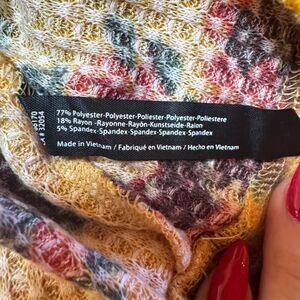 77% Polyester-Polyester-Poliester-Polyester-Poliestere
18% Rayon -Rayonne-Rayón-Kunstseide-Raion
5% Spandex-Spandex-Spandex-Spandex-Spandex
Made in Vietnam / Fabriqué en Vietnam / Hecho en Vietnam
32054